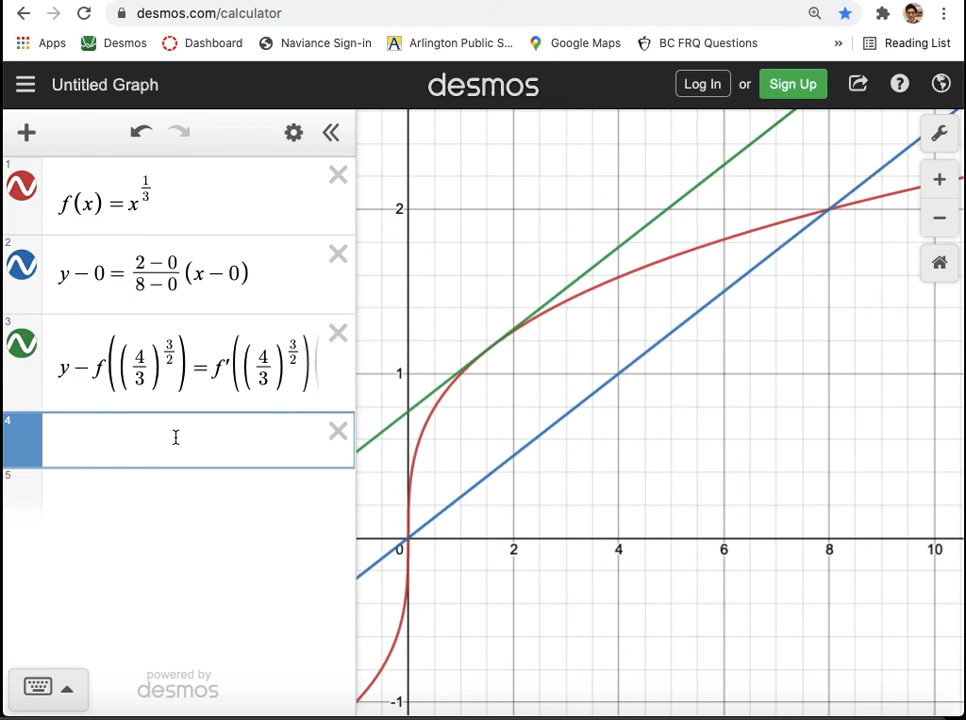 desmos.com/calculator
Apps Desmos Dashboard Naviance Sign-in Arlington Public S... Google Maps BC FRQ Questions » Reading List
Untitled Graph desmos Log In or Sign Up
1
f(x) = x^(1/3)
2
y − 0 = (2 − 0)/(8 − 0) (x − 0)
3
y − f((4/3)^(3/2)) = f′((4/3)^(3/2))(
4
5
powered by
desmos
2
1
0 2 4 6 8 10
-1